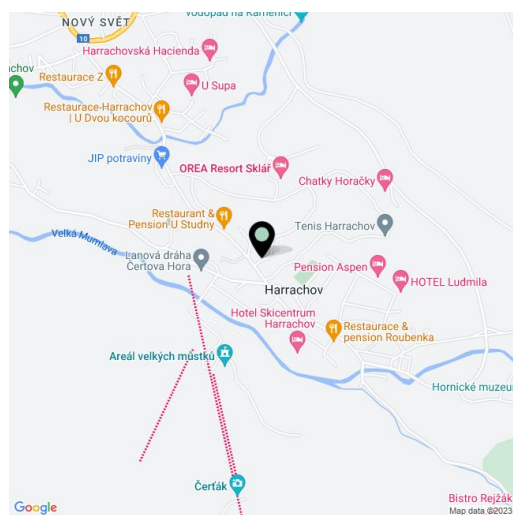 vodopád na Kamenici
NOVÝ SVĚT
10
Harrachovská Hacienda
achov
Restaurace Z
U Supa
Restaurace-Harrachov
| U Dvou kocourů
JIP potraviny
OREA Resort Sklář
Chatky Horačky
Restaurant &
Pension U Studny
Tenis Harrachov
Velká Mumlava
Lanová dráha
Čertova Hora
Pension Aspen
HOTEL Ludmila
Harrachov
Hotel Skicentrum
Harrachov
Restaurace &
pension Roubenka
Areál velkých můstků
Hornické muzeu
Čerťák
Bistro Rejžák
Google
Map data ©2023